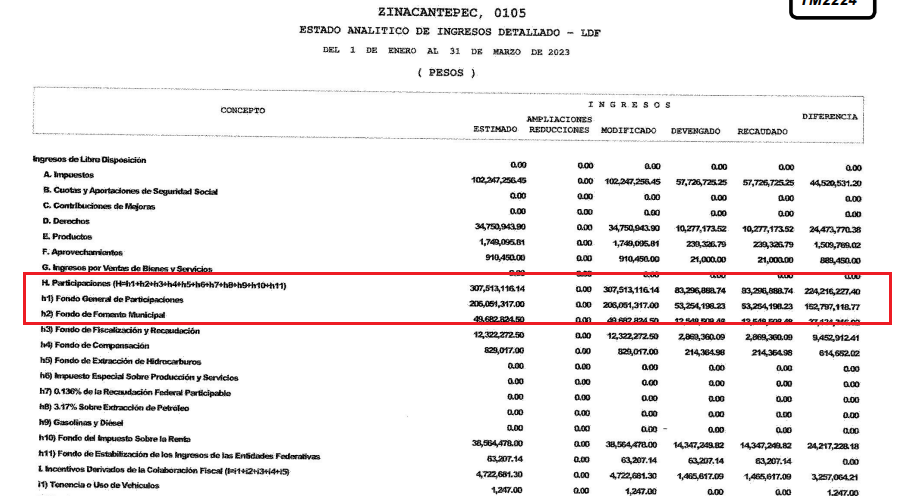 TM2224
ZINACANTEPEC, 0105
ESTADO ANALITICO DE INGRESOS DETALLADO - LDF
DEL 1 DE ENERO AL 31 DE MARZO DE 2023
( PESOS )
I N G R E S O S
CONCEPTO ESTIMADO AMPLIACIONES REDUCCIONES MODIFICADO DEVENGADO RECAUDADO DIFERENCIA
Ingresos de Libre Disposición 0.00 0.00 0.00 0.00 0.00 0.00
A. Impuestos 102,247,256.45 0.00 102,247,256.45 57,726,725.25 57,726,725.25 44,520,531.20
B. Cuotas y Aportaciones de Seguridad Social 0.00 0.00 0.00 0.00 0.00 0.00
C. Contribuciones de Mejoras 0.00 0.00 0.00 0.00 0.00 0.00
D. Derechos 34,750,943.90 0.00 34,750,943.90 10,277,173.52 10,277,173.52 24,473,770.38
E. Productos 1,749,095.81 0.00 1,749,095.81 239,326.79 239,326.79 1,509,769.02
F. Aprovechamientos 910,450.00 0.00 910,450.00 21,000.00 21,000.00 889,450.00
G. Ingresos por Ventas de Bienes y Servicios 0.00 0.00 0.00 0.00 0.00 0.00
H. Participaciones (H=h1+h2+h3+h4+h5+h6+h7+h8+h9+h10+h11) 307,513,116.14 0.00 307,513,116.14 83,296,888.74 83,296,888.74 224,216,227.40
h1) Fondo General de Participaciones 206,051,317.00 0.00 206,051,317.00 53,254,198.23 53,254,198.23 152,797,118.77
h2) Fondo de Fomento Municipal 49,682,824.50 0.00 49,682,824.50 12,548,508.48 12,548,508.48 37,134,316.02
h3) Fondo de Fiscalización y Recaudación 12,322,272.50 0.00 12,322,272.50 2,869,360.09 2,869,360.09 9,452,912.41
h4) Fondo de Compensación 829,017.00 0.00 829,017.00 214,364.98 214,364.98 614,652.02
h5) Fondo de Extracción de Hidrocarburos 0.00 0.00 0.00 0.00 0.00 0.00
h6) Impuesto Especial Sobre Producción y Servicios 0.00 0.00 0.00 0.00 0.00 0.00
h7) 0.136% de la Recaudación Federal Participable 0.00 0.00 0.00 0.00 0.00 0.00
h8) 3.17% Sobre Extracción de Petróleo 0.00 0.00 0.00 0.00 0.00 0.00
h9) Gasolinas y Diésel 0.00 0.00 0.00 0.00 0.00 0.00
h10) Fondo del Impuesto Sobre la Renta 38,564,478.00 0.00 38,564,478.00 14,347,249.82 14,347,249.82 24,217,228.18
h11) Fondo de Estabilización de los Ingresos de las Entidades Federativas 63,207.14 0.00 63,207.14 63,207.14 63,207.14 0.00
I. Incentivos Derivados de la Colaboración Fiscal (I=i1+i2+i3+i4+i5) 4,722,681.30 0.00 4,722,681.30 1,465,617.09 1,465,617.09 3,257,064.21
i1) Tenencia o Uso de Vehículos 1,247.00 0.00 1,247.00 0.00 0.00 1,247.00